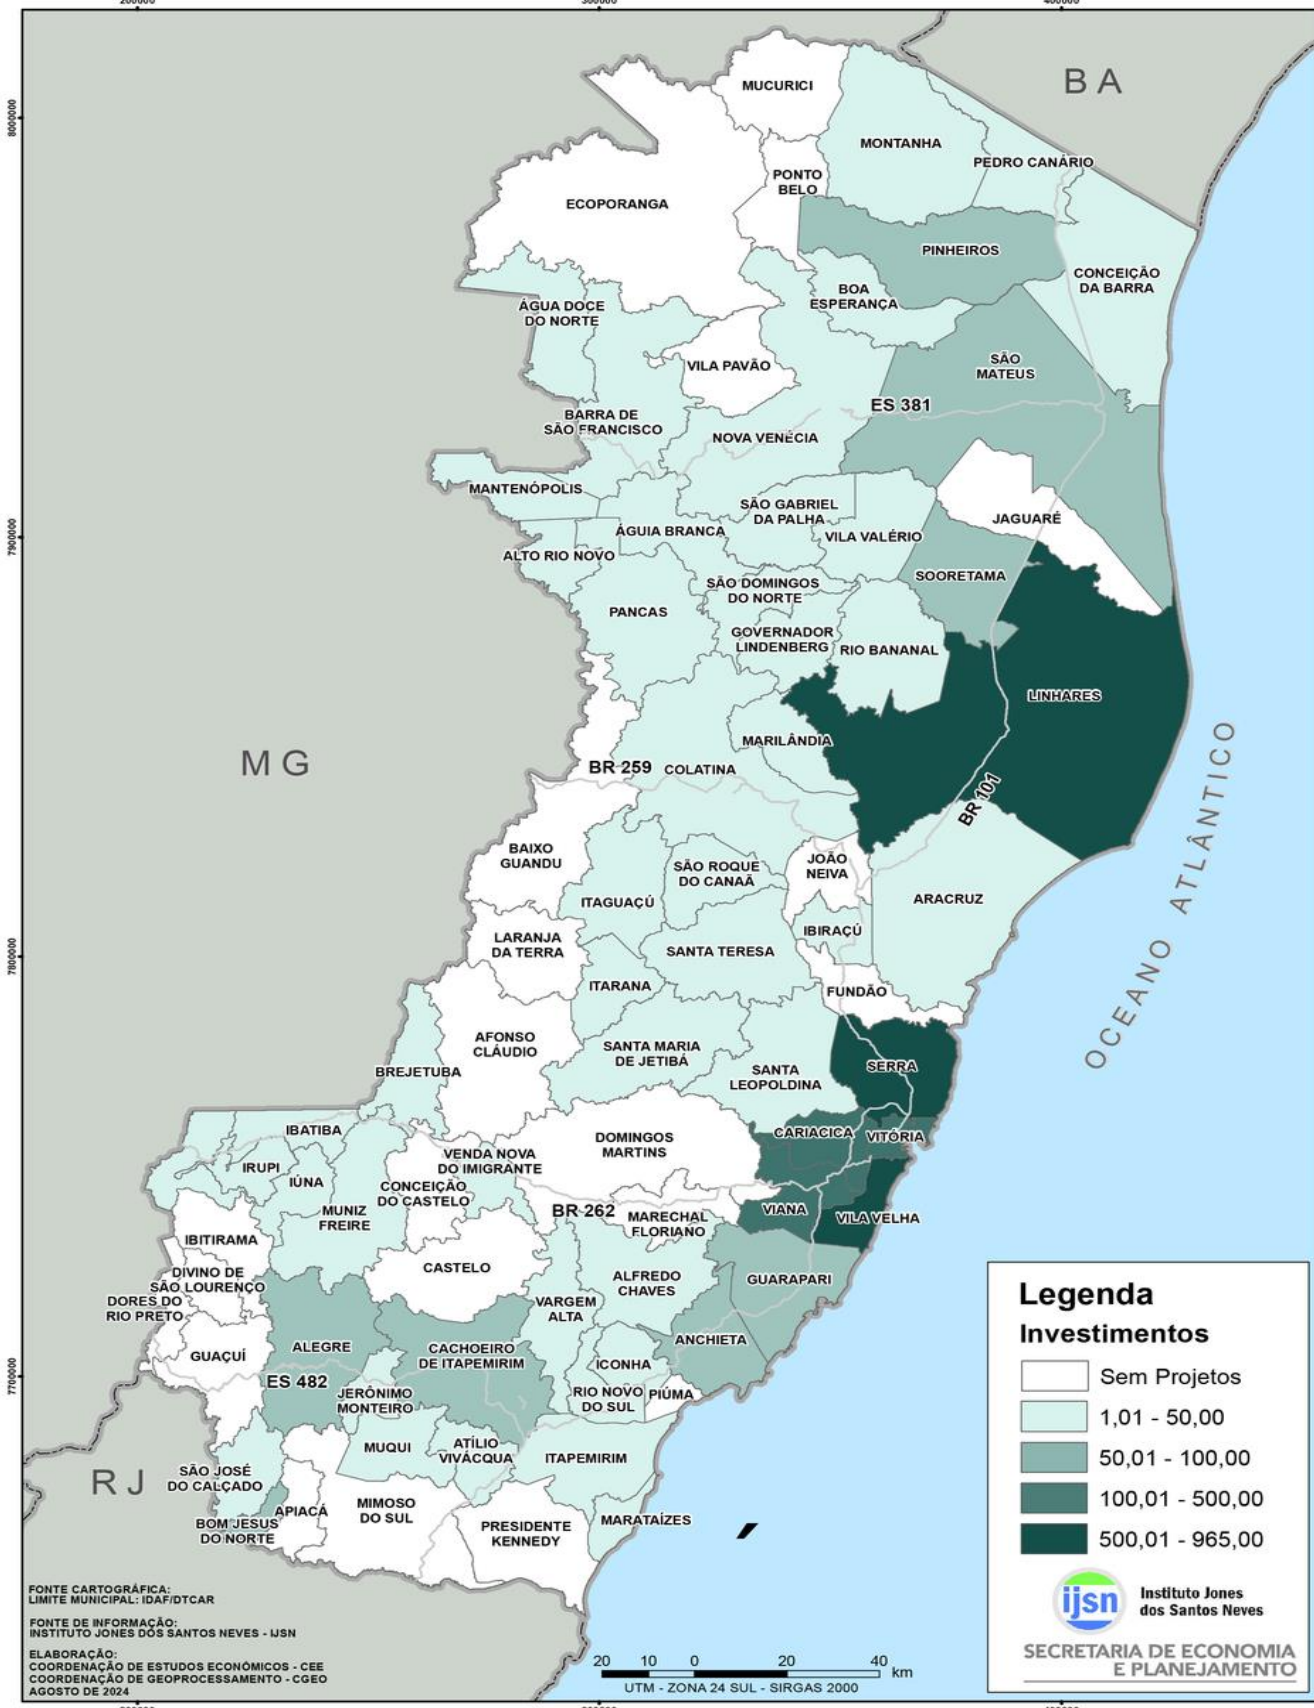 200000
300000
400000
8000000
7900000
7800000
7700000
BA
MUCURICI
MONTANHA
PEDRO CANÁRIO
PONTO
BELO
ECOPORANGA
PINHEIROS
CONCEIÇÃO
DA BARRA
BOA
ESPERANÇA
ÁGUA DOCE
DO NORTE
VILA PAVÃO
SÃO
MATEUS
ES 381
BARRA DE
SÃO FRANCISCO
NOVA VENÉCIA
MANTENÓPOLIS
SÃO GABRIEL
DA PALHA
JAGUARÉ
ÁGUIA BRANCA
VILA VALÉRIO
ALTO RIO NOVO
SOORETAMA
SÃO DOMINGOS
DO NORTE
PANCAS
GOVERNADOR
LINDENBERG
RIO BANANAL
LINHARES
MG
MARILÂNDIA
BR 259
COLATINA
BR 101
OCEANO ATLÂNTICO
BAIXO
GUANDU
SÃO ROQUE
DO CANAÃ
JOÃO
NEIVA
ITAGUAÇÚ
ARACRUZ
IBIRAÇÚ
LARANJA
DA TERRA
SANTA TERESA
ITARANA
FUNDÃO
AFONSO
CLÁUDIO
SANTA MARIA
DE JETIBÁ
BREJETUBA
SANTA
LEOPOLDINA
SERRA
IBATIBA
CARIACICA
VITÓRIA
DOMINGOS
MARTINS
VENDA NOVA
DO IMIGRANTE
IRUPI
IÚNA
CONCEIÇÃO
DO CASTELO
MUNIZ
FREIRE
BR 262
MARECHAL
FLORIANO
VIANA
VILA VELHA
IBITIRAMA
CASTELO
DIVINO DE
SÃO LOURENÇO
ALFREDO
CHAVES
GUARAPARI
DORES DO
RIO PRETO
VARGEM
ALTA
ANCHIETA
GUAÇUÍ
ALEGRE
CACHOEIRO
DE ITAPEMIRIM
ICONHA
ES 482
JERÔNIMO
MONTEIRO
RIO NOVO
DO SUL
PIÚMA
MUQUI
ATÍLIO
VIVÁCQUA
ITAPEMIRIM
RJ
SÃO JOSÉ
DO CALÇADO
APIACÁ
MIMOSO
DO SUL
BOM JESUS
DO NORTE
PRESIDENTE
KENNEDY
MARATAÍZES
Legenda
Investimentos
Sem Projetos
1,01 - 50,00
50,01 - 100,00
100,01 - 500,00
500,01 - 965,00
ijsn
Instituto Jones
dos Santos Neves
SECRETARIA DE ECONOMIA
E PLANEJAMENTO
FONTE CARTOGRÁFICA:
LIMITE MUNICIPAL: IDAF/DTCAR
FONTE DE INFORMAÇÃO:
INSTITUTO JONES DOS SANTOS NEVES - IJSN
ELABORAÇÃO:
COORDENAÇÃO DE ESTUDOS ECONÔMICOS - CEE
COORDENAÇÃO DE GEOPROCESSAMENTO - CGEO
AGOSTO DE 2024
20 10 0 20 40
km
UTM - ZONA 24 SUL - SIRGAS 2000